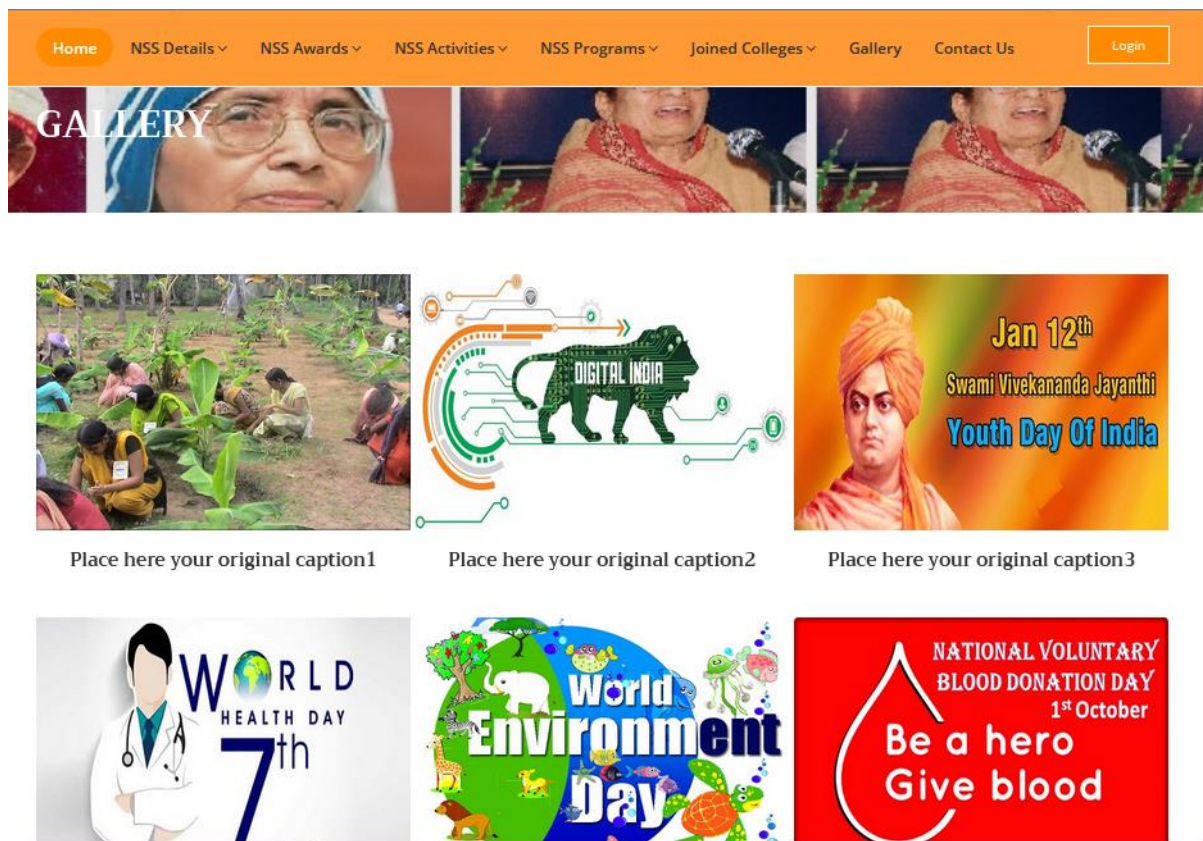 Home NSS Details NSS Awards NSS Activities NSS Programs Joined Colleges Gallery Contact Us Login
GALLERY
DIGITAL INDIA
Jan 12th
Swami Vivekananda Jayanthi
Youth Day Of India
Place here your original caption1
Place here your original caption2
Place here your original caption3
WORLD
HEALTH DAY
7th
World
Environment
Day
NATIONAL VOLUNTARY
BLOOD DONATION DAY
1st October
Be a hero
Give blood